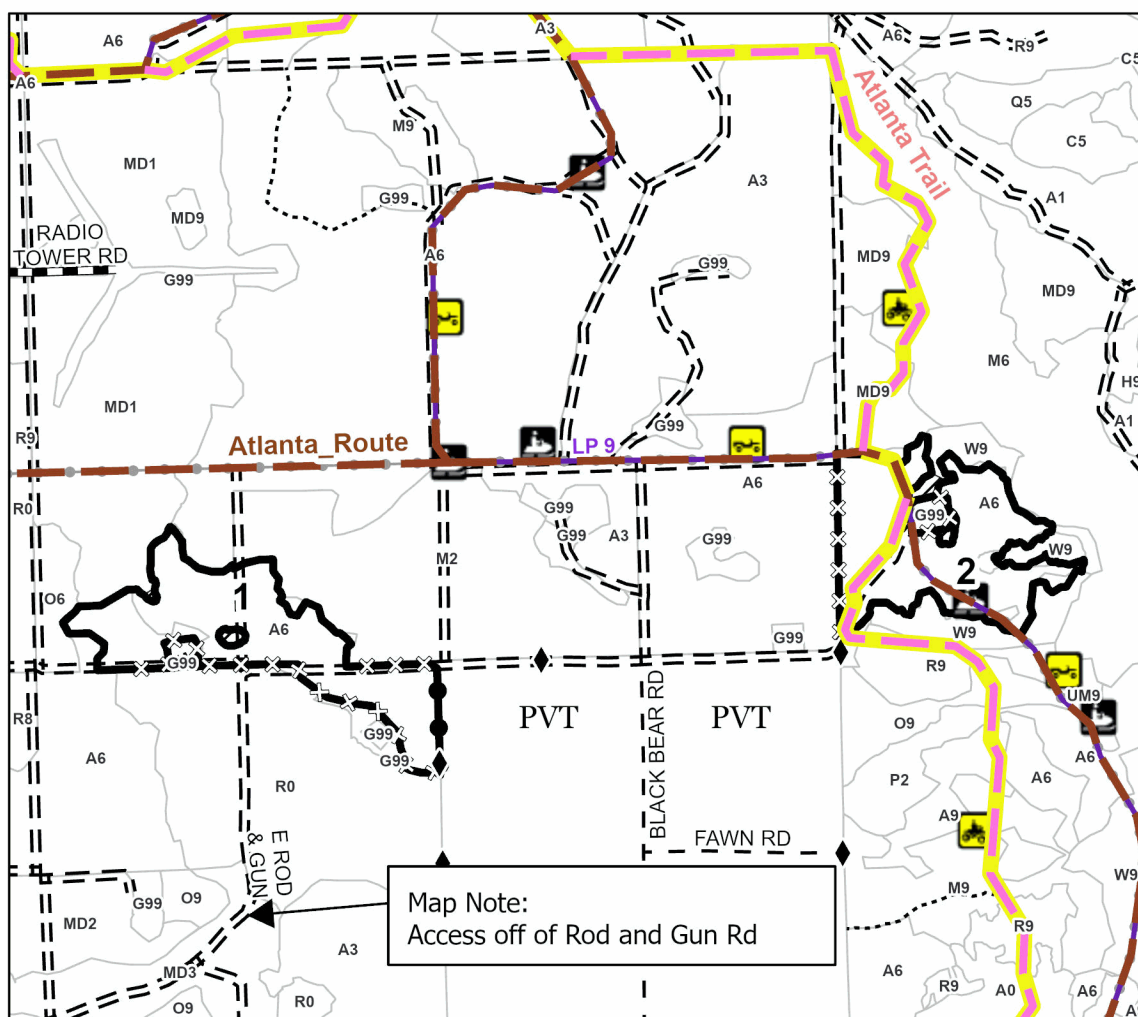 A6
A3
A6
R9
C5
A6
M9
Q5
C5
MD1
Atlanta Trail
A3
A1
G99
MD9
RADIO
TOWER RD
G99
A6
G99
MD9
MD9
M6
H9
MD9
MD1
A1
R9
Atlanta_Route
LP 9
G99
W9
A6
A6
R0
G99
G99
A3
G99
G99
W9
M2
2
O6
1
A6
G99
G99
W9
R9
R8
PVT
PVT
BLACK BEAR RD
UM9
O9
G99
G99
A6
A6
R0
P2
A6
A9
E ROD
& GUN
FAWN RD
M9
W9
Map Note:
Access off of Rod and Gun Rd
G99
O9
MD2
A3
R9
MD3
A6
R9
A0
A6
O9
R0